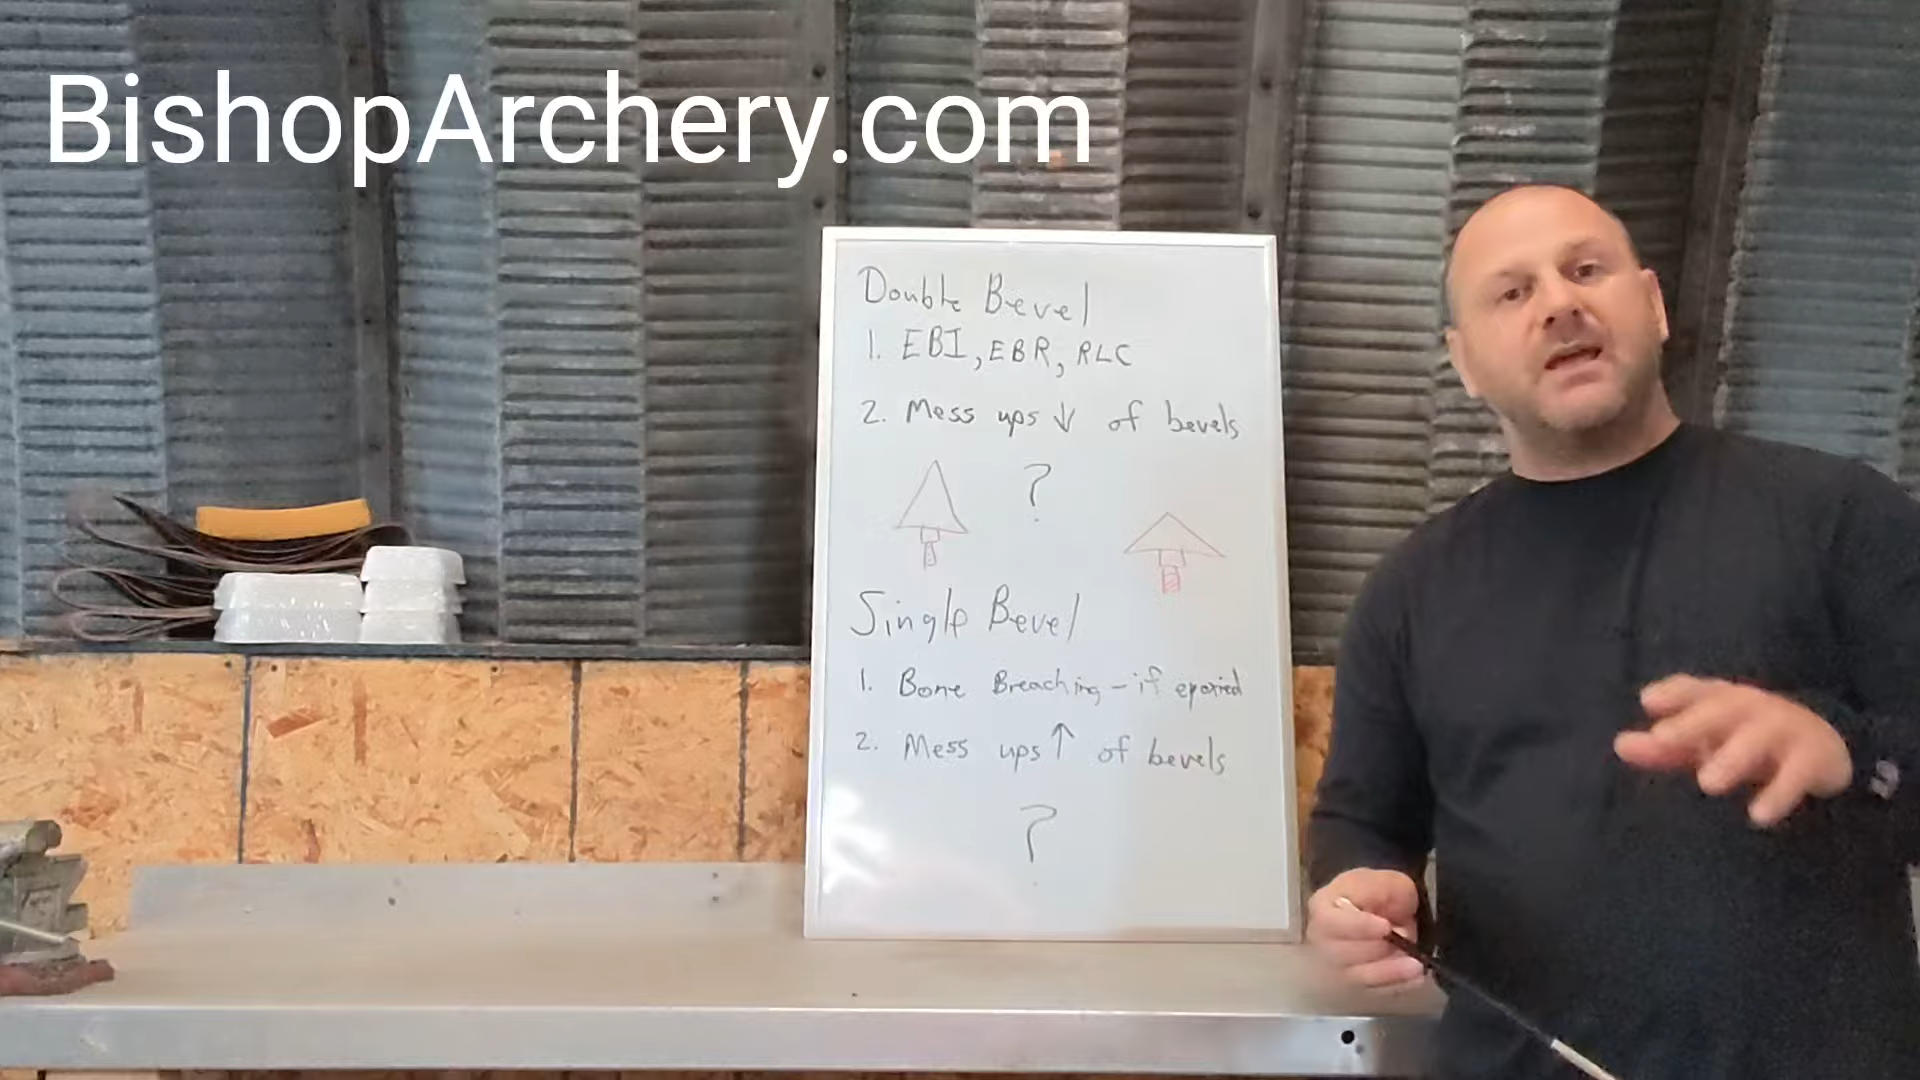 BishopArchery.com
Double Bevel
1. EBI, EBR, RLC
2. Mess ups ↓ of bevels
?
Single Bevel
1. Bone Breaching - if epoxied
2. Mess ups ↑ of bevels
?